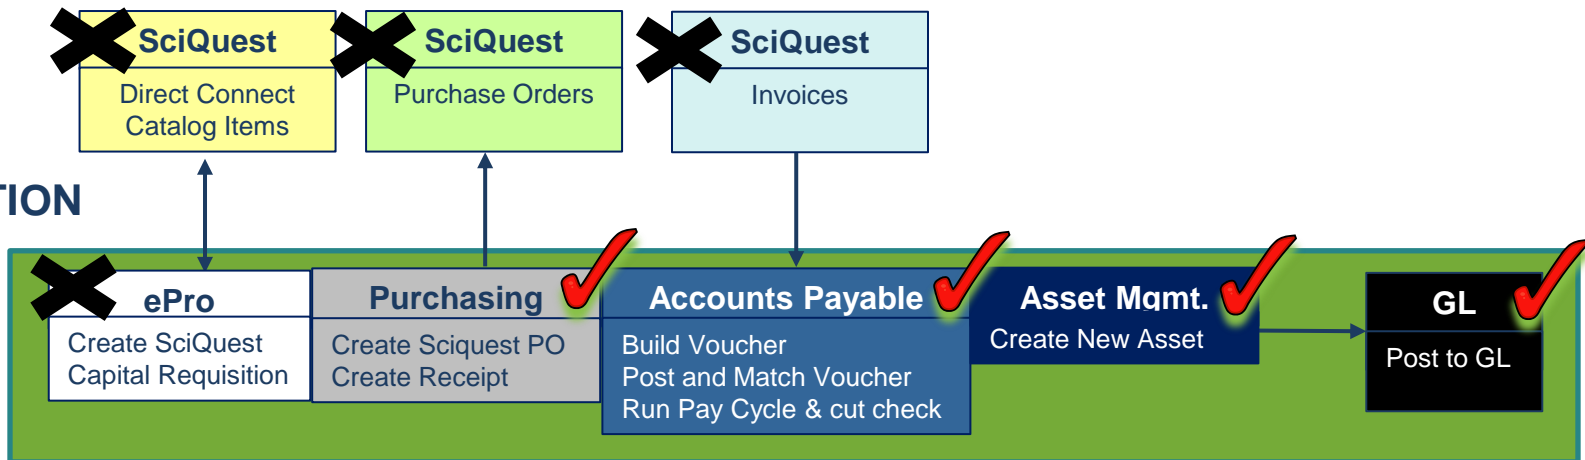 SciQuest
Direct Connect
Catalog Items
SciQuest
Purchase Orders
SciQuest
Invoices
TION
ePro
Create SciQuest
Capital Requisition
Purchasing
Create Sciquest PO
Create Receipt
Accounts Payable
Build Voucher
Post and Match Voucher
Run Pay Cycle & cut check
Asset Mgmt.
Create New Asset
GL
Post to GL